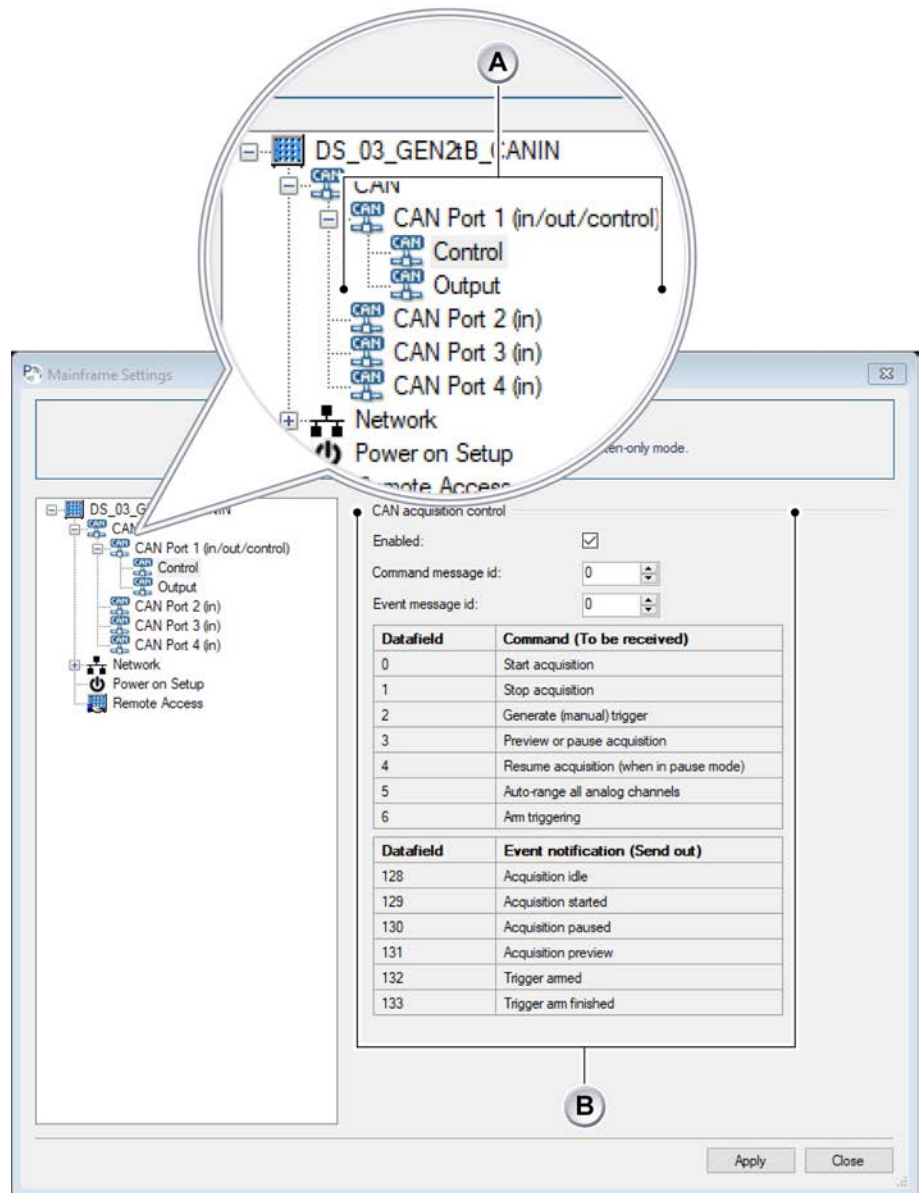 A
DS_03_GEN2tB_CANIN
CAN
CAN Port 1 (in/out/control)
CAN Control
CAN Output
CAN Port 2 (in)
CAN Port 3 (in)
CAN Port 4 (in)
Network
Power on Setup
Remote Access
Mainframe Settings
-only mode.
DS_03_G
CAN
CAN Port 1 (in/out/control)
Control
Output
CAN Port 2 (in)
CAN Port 3 (in)
CAN Port 4 (in)
Network
Power on Setup
Remote Access
CAN acquisition control
Enabled:
Command message id: 0
Event message id: 0
Datafield Command (To be received)
0 Start acquisition
1 Stop acquisition
2 Generate (manual) trigger
3 Preview or pause acquisition
4 Resume acquisition (when in pause mode)
5 Auto-range all analog channels
6 Arm triggering
Datafield Event notification (Send out)
128 Acquisition idle
129 Acquisition started
130 Acquisition paused
131 Acquisition preview
132 Trigger armed
133 Trigger arm finished
B
Apply Close